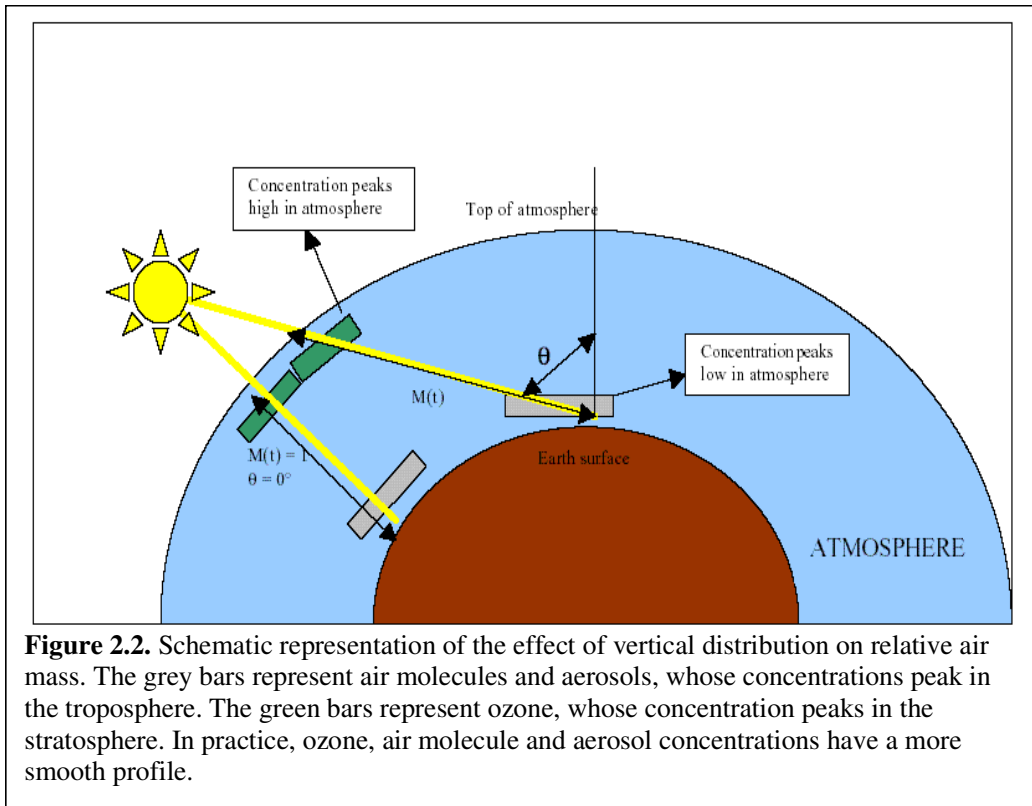 Concentration peaks
high in atmosphere
Top of atmosphere
θ
Concentration peaks
low in atmosphere
M(t)
M(t) = 1
θ = 0°
Earth surface
ATMOSPHERE
Figure 2.2. Schematic representation of the effect of vertical distribution on relative air
mass. The grey bars represent air molecules and aerosols, whose concentrations peak in
the troposphere. The green bars represent ozone, whose concentration peaks in the
stratosphere. In practice, ozone, air molecule and aerosol concentrations have a more
smooth profile.